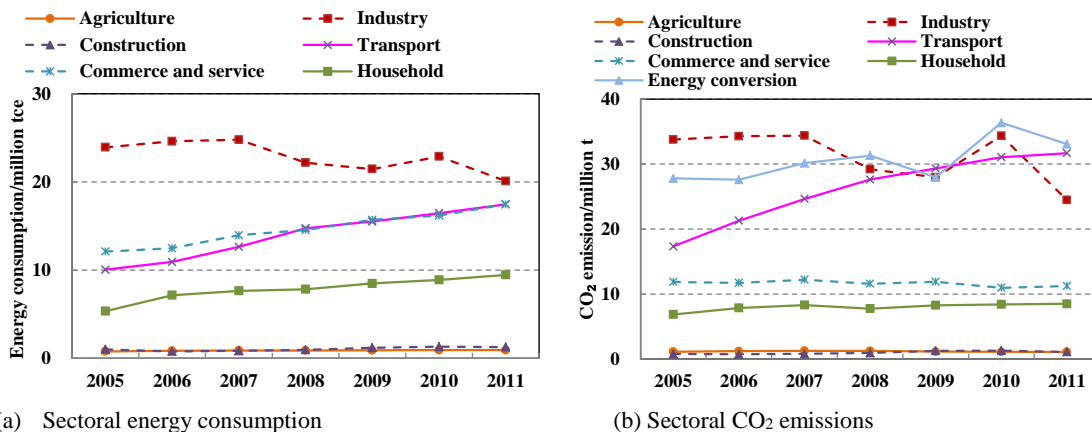 Agriculture Industry
Construction Transport
Commerce and service Household
30
20
10
0
Energy consumption/million tce
2005 2006 2007 2008 2009 2010 2011
(a) Sectoral energy consumption
Agriculture Industry
Construction Transport
Commerce and service Household
Energy conversion
40
30
20
10
0
CO₂ emission/million t
2005 2006 2007 2008 2009 2010 2011
(b) Sectoral CO₂ emissions